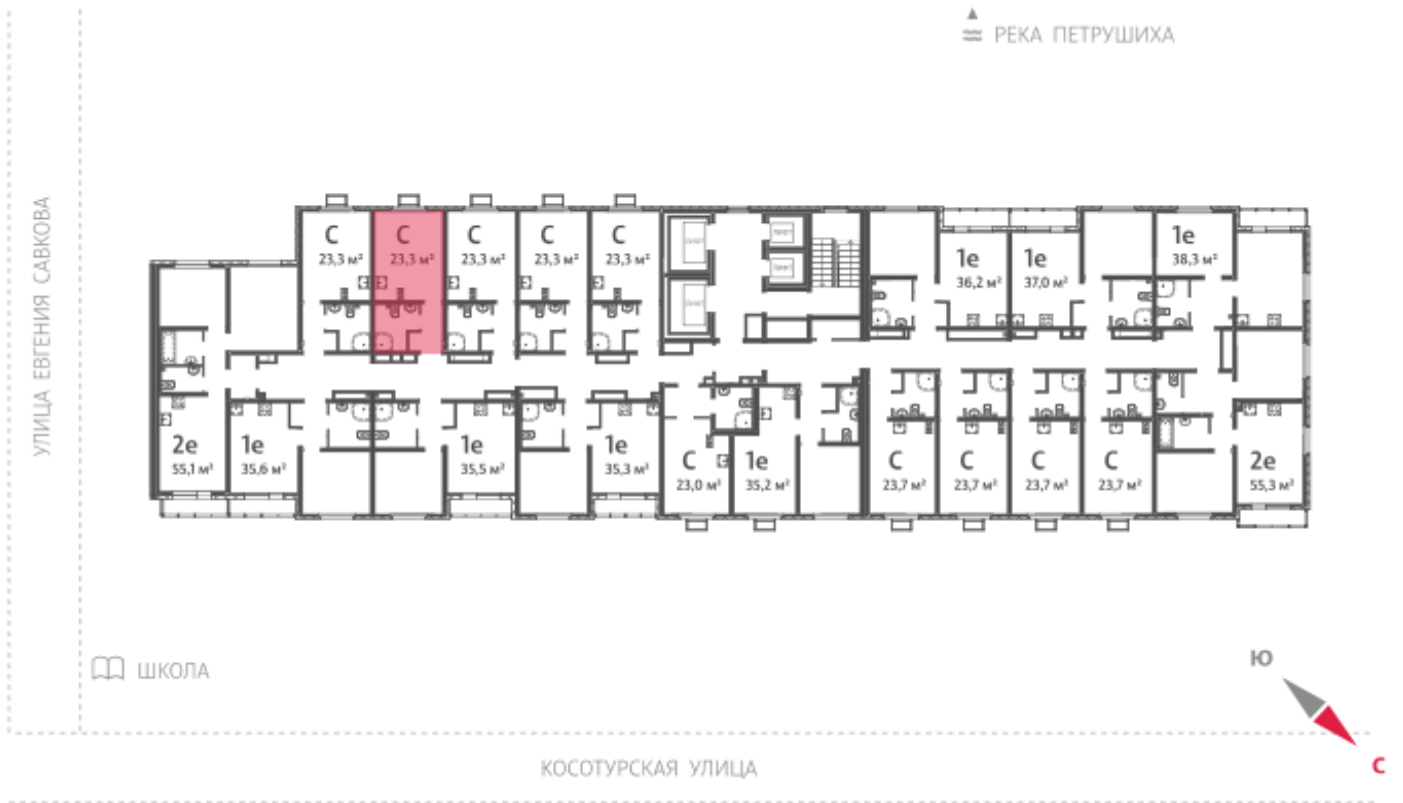 РЕКА ПЕТРУШИХА
УЛИЦА ЕВГЕНИЯ САВКОВА
С
23,3 м²
С
23,3 м²
С
23,3 м²
С
23,3 м²
С
23,3 м²
1е
36,2 м²
1е
37,0 м²
1е
38,3 м²
2е
55,1 м²
1е
35,6 м²
1е
35,5 м²
1е
35,3 м²
С
23,0 м²
1е
35,2 м²
С
23,7 м²
С
23,7 м²
С
23,7 м²
С
23,7 м²
2е
55,3 м²
ШКОЛА
Ю
С
КОСОТУРСКАЯ УЛИЦА